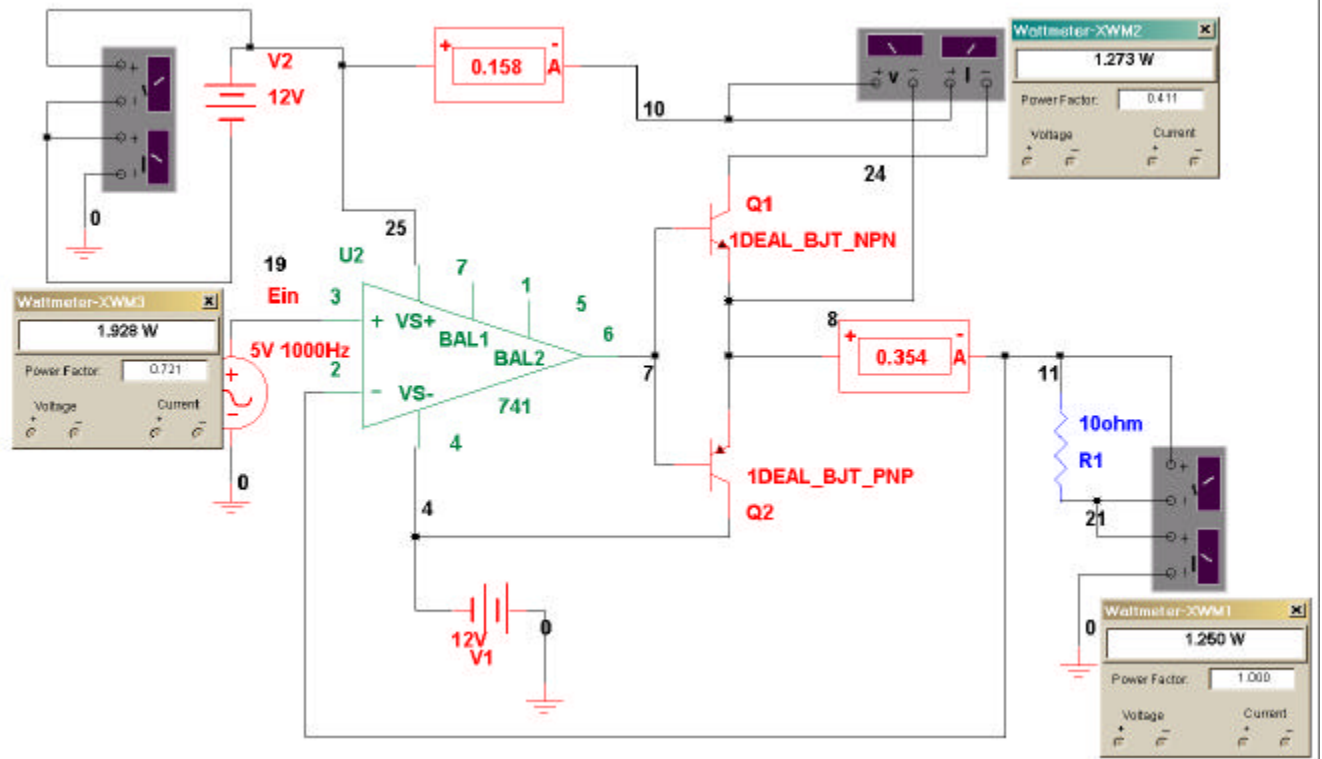 V2
12V
+
-
0.158
A
10
+ v -
+ I -
Wattmeter-XWM2
1.273 W
Power Factor:
0.411
Voltage
Current
+ - + -
24
0
25
Q1
1DEAL_BJT_NPN
U2
19
Ein
3
7
1
5
6
Wattmeter-XWM3
1.928 W
Power Factor:
0.721
Voltage
Current
+ - + -
5V 1000Hz
2
+ VS+
BAL1
BAL2
- VS-
741
4
0
7
8
+
-
0.354
A
11
10ohm
R1
1DEAL_BJT_PNP
Q2
4
21
12V
V1
0
0
Wattmeter-XWM1
1.250 W
Power Factor:
1.000
Voltage
Current
+ - + -